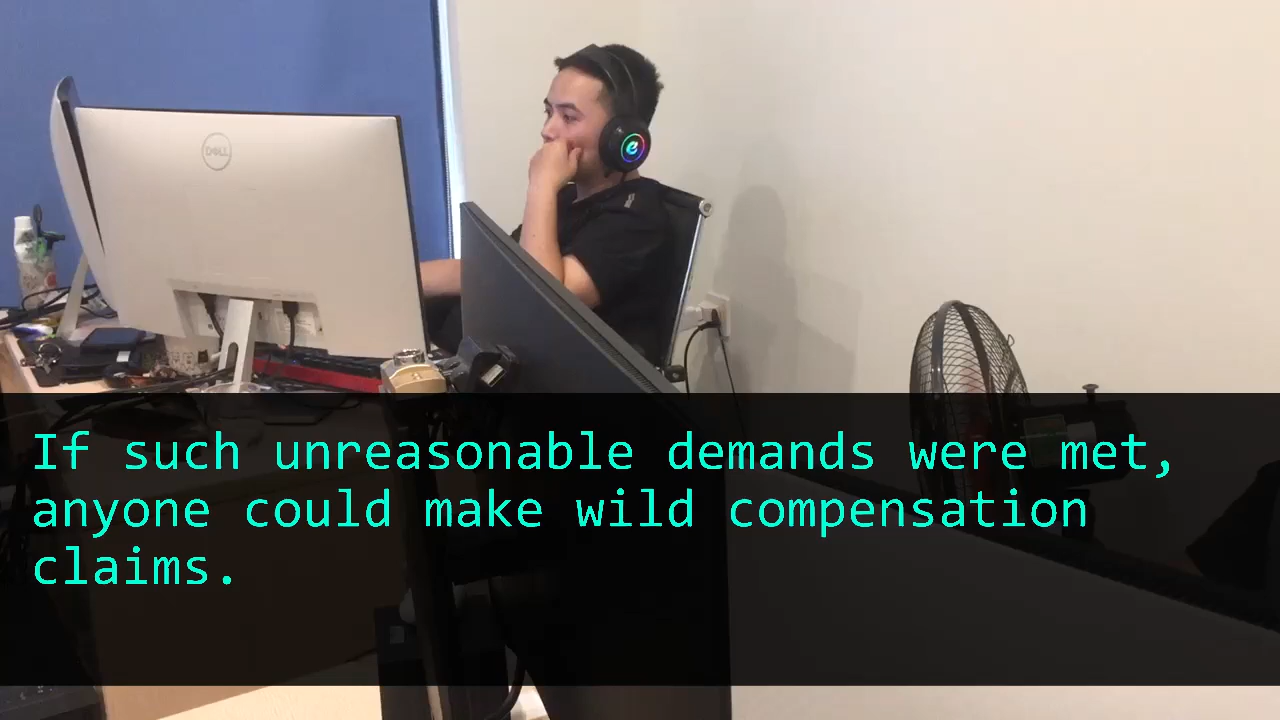 DELL
If such unreasonable demands were met,
anyone could make wild compensation
claims.